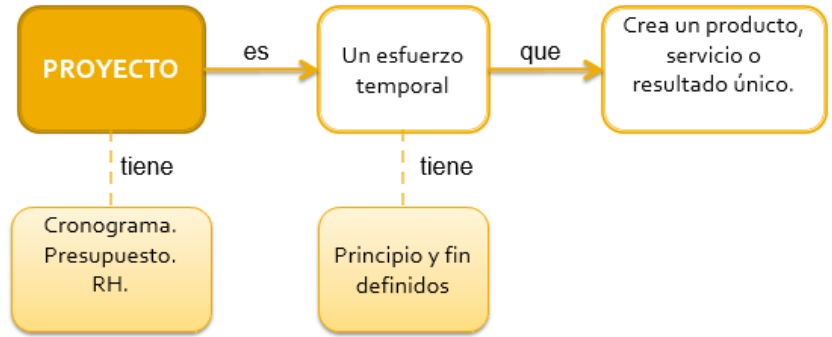 PROYECTO
es
Un esfuerzo
temporal
que
Crea un producto,
servicio o
resultado único.
tiene
tiene
Cronograma.
Presupuesto.
RH.
Principio y fin
definidos